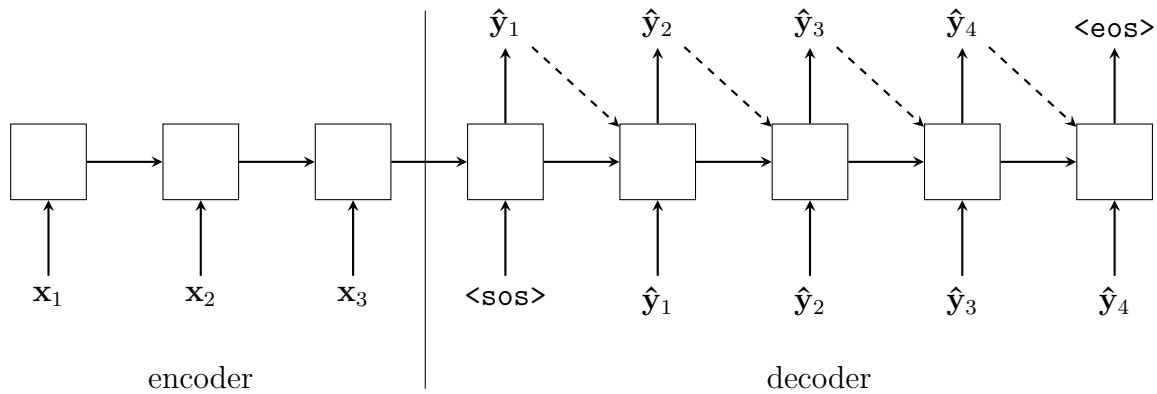 ŷ₁ ŷ₂ ŷ₃ ŷ₄ <eos>
x₁ x₂ x₃ <sos> ŷ₁ ŷ₂ ŷ₃ ŷ₄
encoder decoder